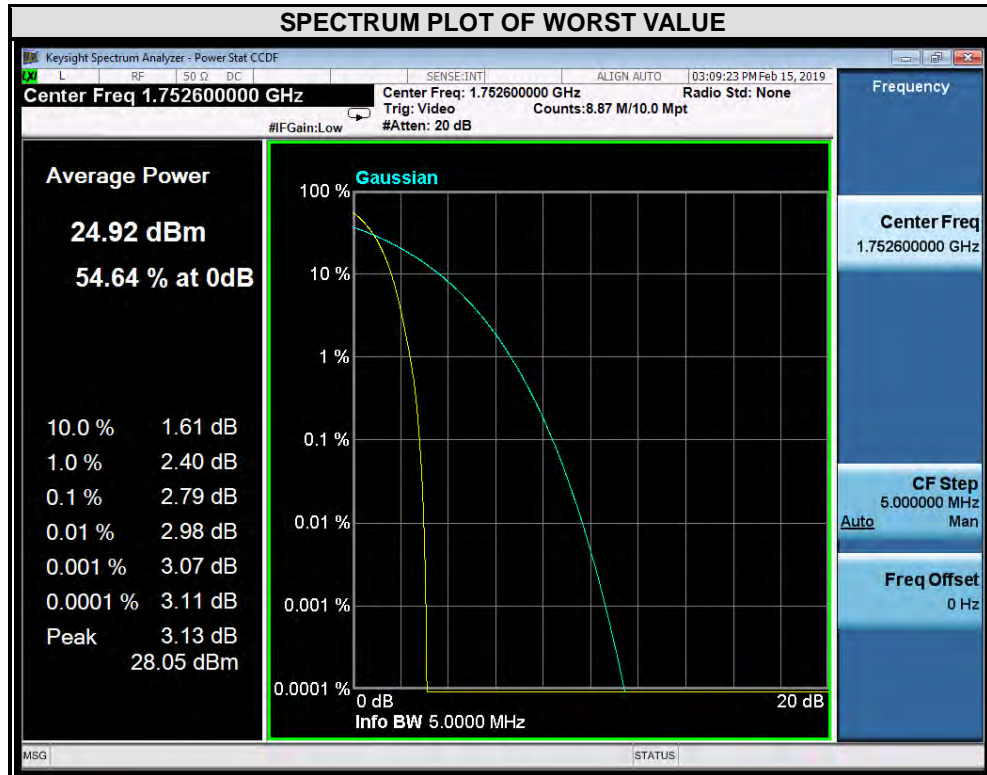 SPECTRUM PLOT OF WORST VALUE
Keysight Spectrum Analyzer - Power Stat CCDF
LXI L RF 50 Ω DC SENSE:INT ALIGN AUTO 03:09:23 PM Feb 15, 2019
Center Freq 1.752600000 GHz
Center Freq: 1.752600000 GHz Radio Std: None
Trig: Video Counts:8.87 M/10.0 Mpt
#IFGain:Low #Atten: 20 dB
Frequency
Average Power
24.92 dBm
54.64 % at 0dB
10.0 % 1.61 dB
1.0 % 2.40 dB
0.1 % 2.79 dB
0.01 % 2.98 dB
0.001 % 3.07 dB
0.0001 % 3.11 dB
Peak 3.13 dB
28.05 dBm
Gaussian
100 %
10 %
1 %
0.1 %
0.01 %
0.001 %
0.0001 %
0 dB 20 dB
Info BW 5.0000 MHz
Center Freq
1.752600000 GHz
CF Step
5.000000 MHz
Auto Man
Freq Offset
0 Hz
MSG STATUS